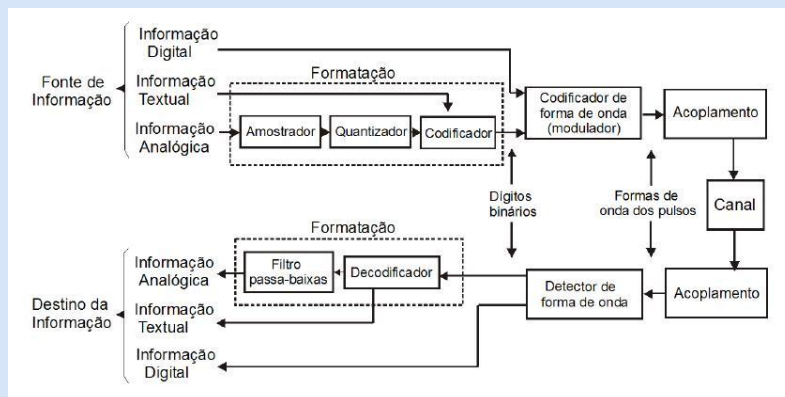 Informação
Digital
Formatação
Fonte de
Informação
Informação
Textual
Informação
Analógica
Amostrador
Quantizador
Codificador
Codificador de
forma de onda
(modulador)
Acoplamento
Dígitos
binários
Formas de
onda dos pulsos
Canal
Formatação
Informação
Analógica
Filtro
passa-baixas
Decodificador
Detector de
forma de onda
Acoplamento
Destino da
Informação
Informação
Textual
Informação
Digital